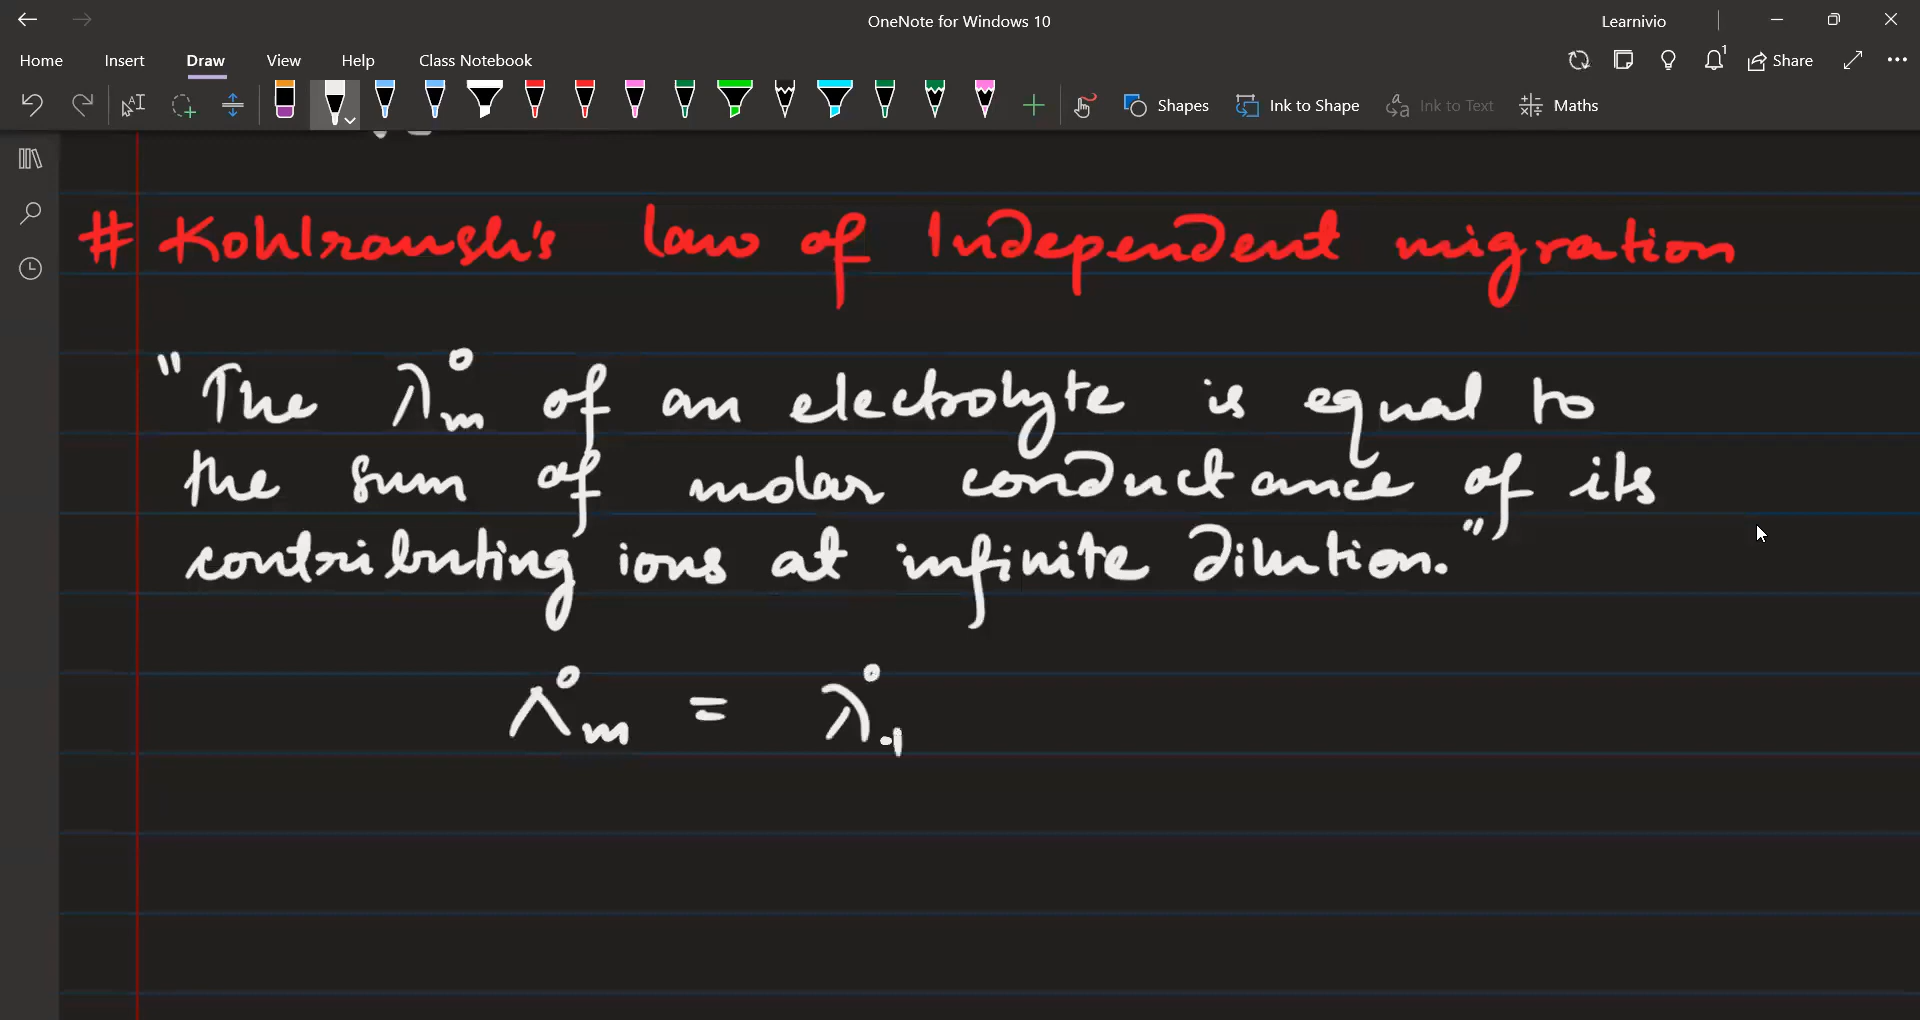 OneNote for Windows 10
Learnivio
Home Insert Draw View Help Class Notebook
1
Share
Shapes Ink to Shape Ink to Text Maths
# Kohlraush's law of Independent migration
"The λ°m of an electrolyte is equal to
the sum of molar conductance of its
contributing ions at infinite dilution."
Λ°m = λ°